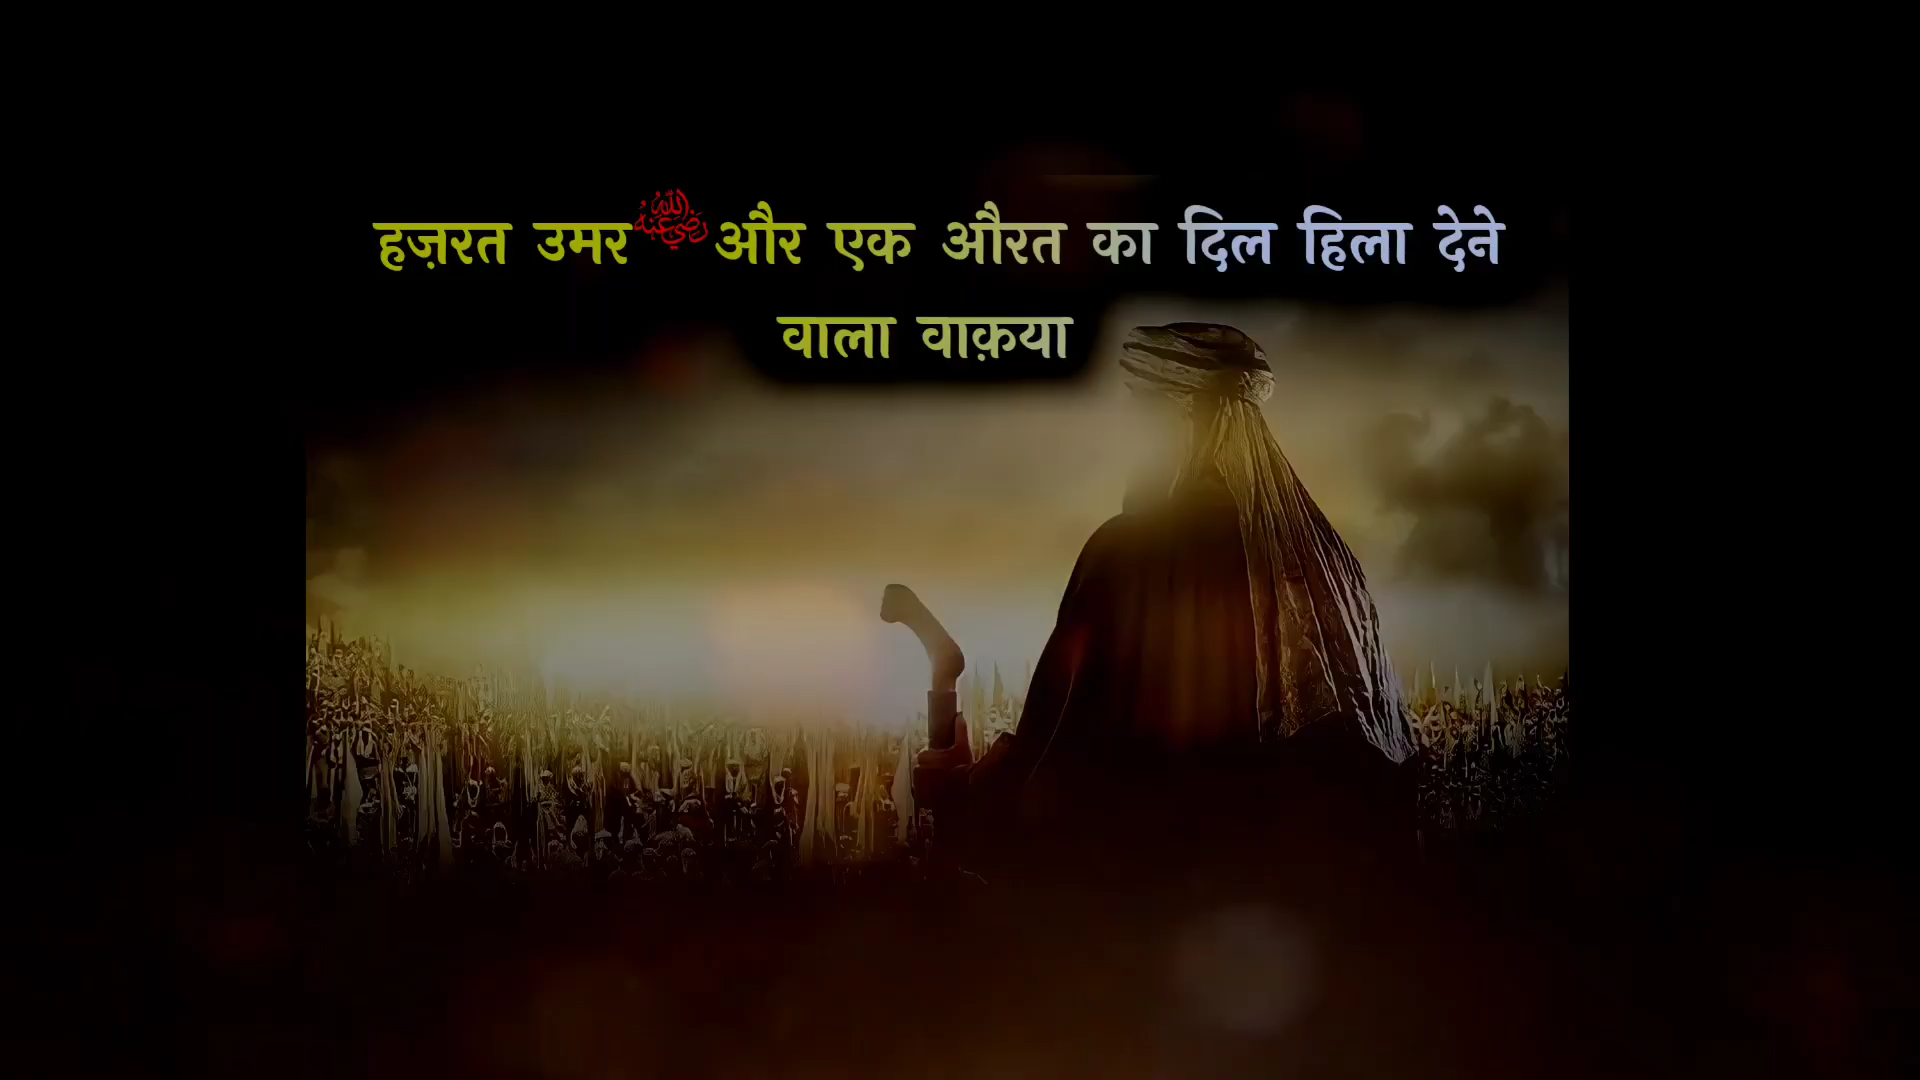 हज़रत उमर رضي الله عنه और एक औरत का दिल हिला देने
वाला वाक़या